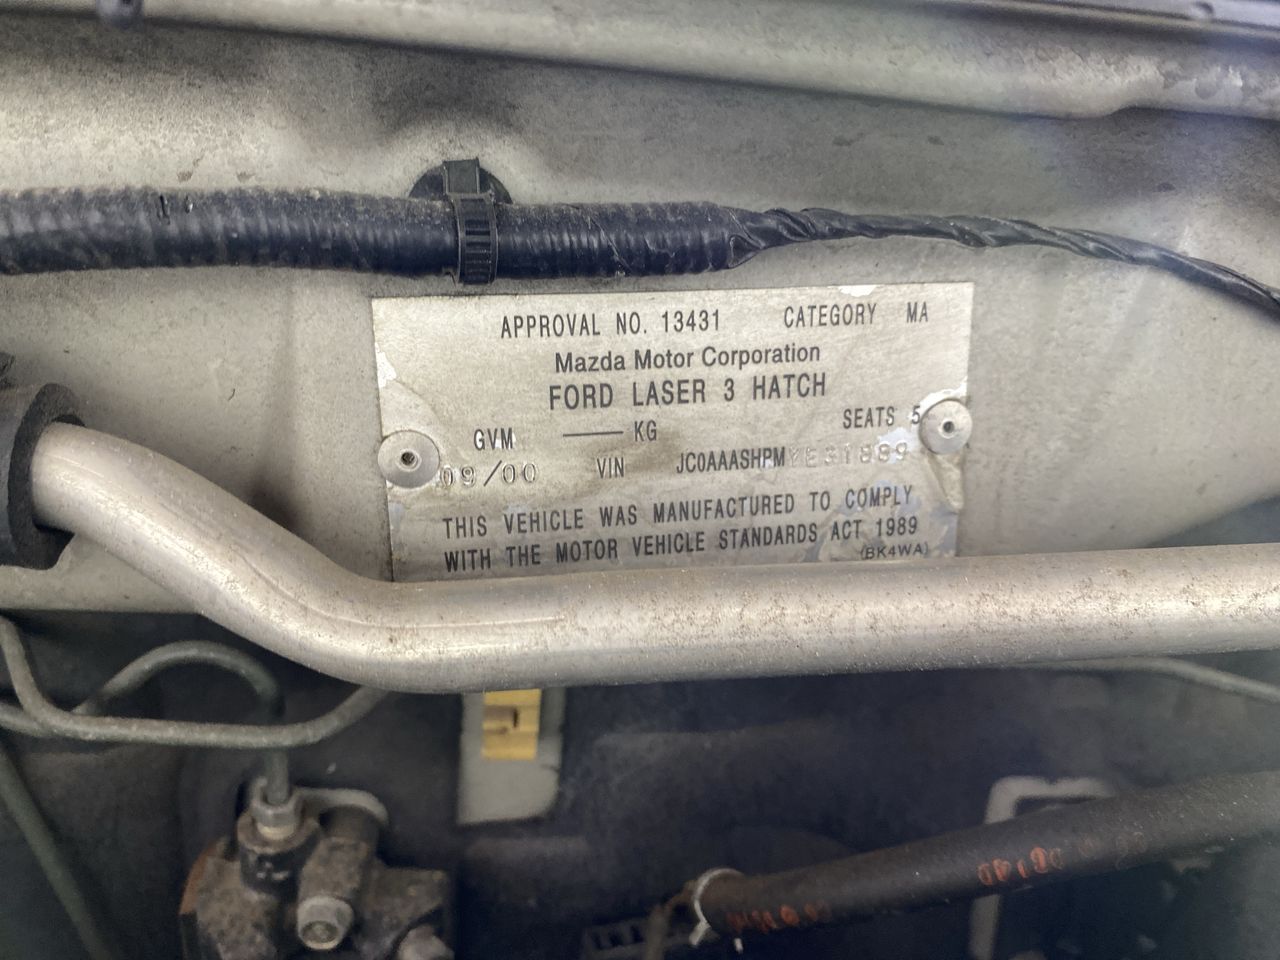 APPROVAL NO. 13431 CATEGORY MA
Mazda Motor Corporation
FORD LASER 3 HATCH
GVM —— KG SEATS 5
09/00 VIN JC0AAASHPMYE31889
THIS VEHICLE WAS MANUFACTURED TO COMPLY
WITH THE MOTOR VEHICLE STANDARDS ACT 1989
(BK4WA)